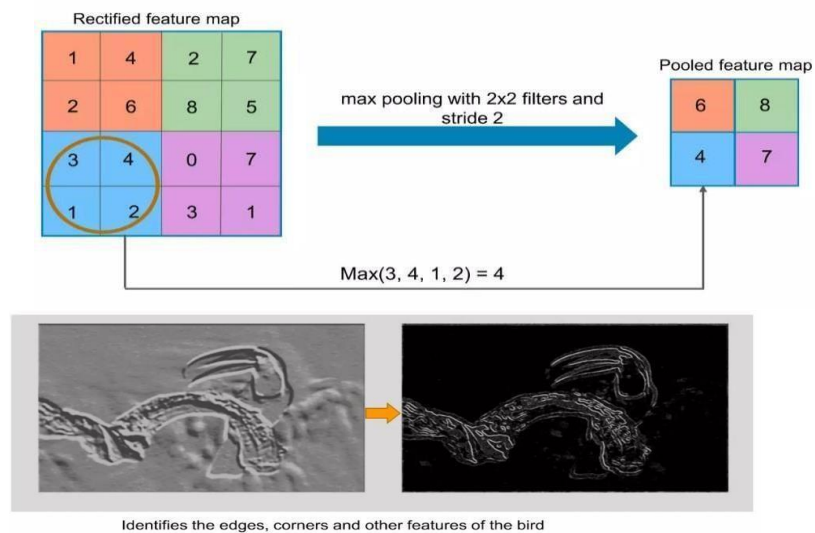 Rectified feature map
1 4 2 7
2 6 8 5
3 4 0 7
1 2 3 1
max pooling with 2x2 filters and
stride 2
Pooled feature map
6 8
4 7
Max(3, 4, 1, 2) = 4
Identifies the edges, corners and other features of the bird